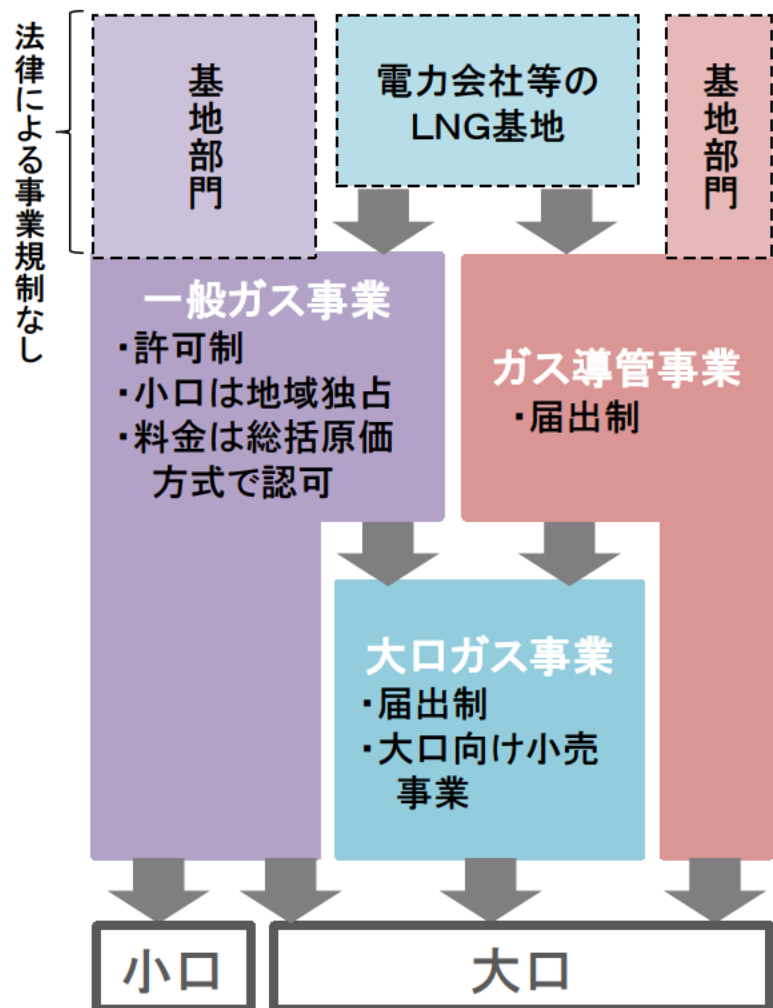 法律による事業規制なし
基地部門
電力会社等の
LNG基地
基地部門
一般ガス事業
・許可制
・小口は地域独占
・料金は総括原価
方式で認可
ガス導管事業
・届出制
大口ガス事業
・届出制
・大口向け小売
事業
小口
大口